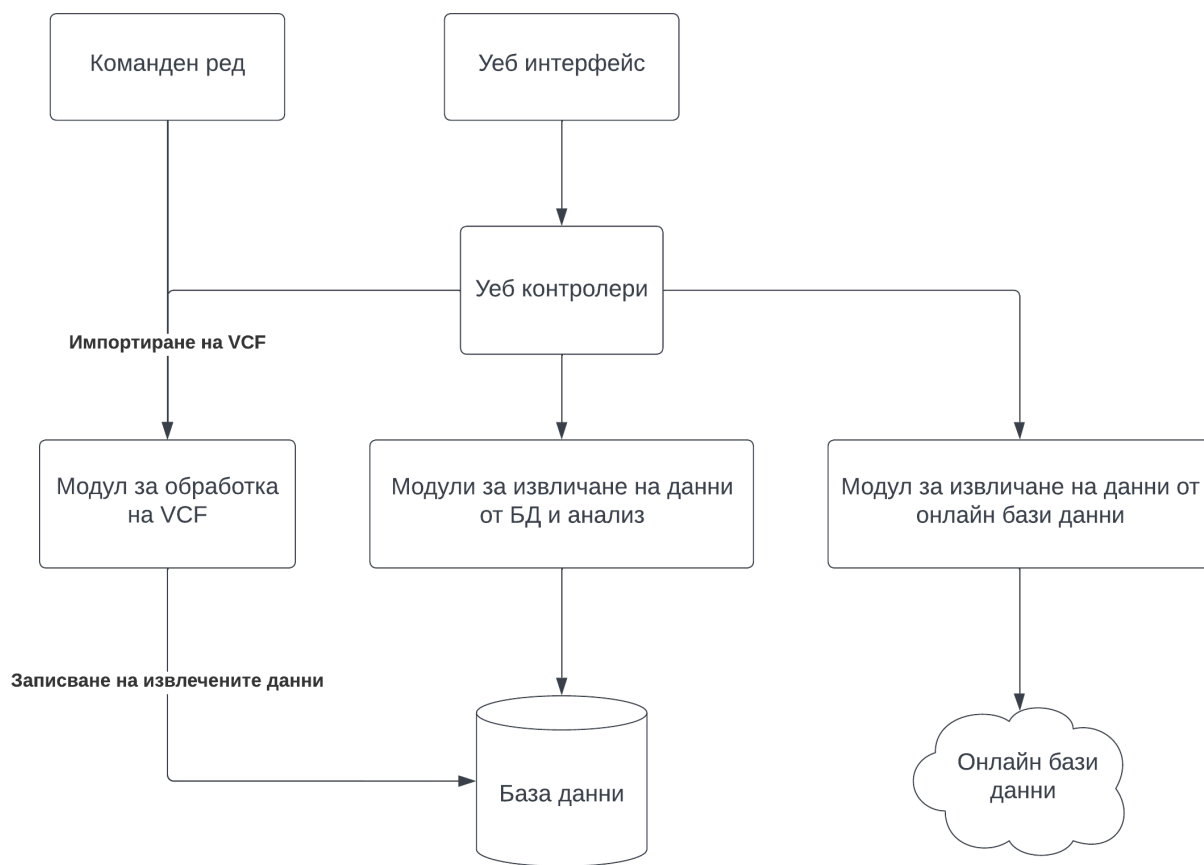 Команден ред
Уеб интерфейс
Уеб контролери
Импортиране на VCF
Модул за обработка
на VCF
Модули за извличане на данни
от БД и анализ
Модул за извличане на данни от
онлайн бази данни
Записване на извлечените данни
База данни
Онлайн бази
данни